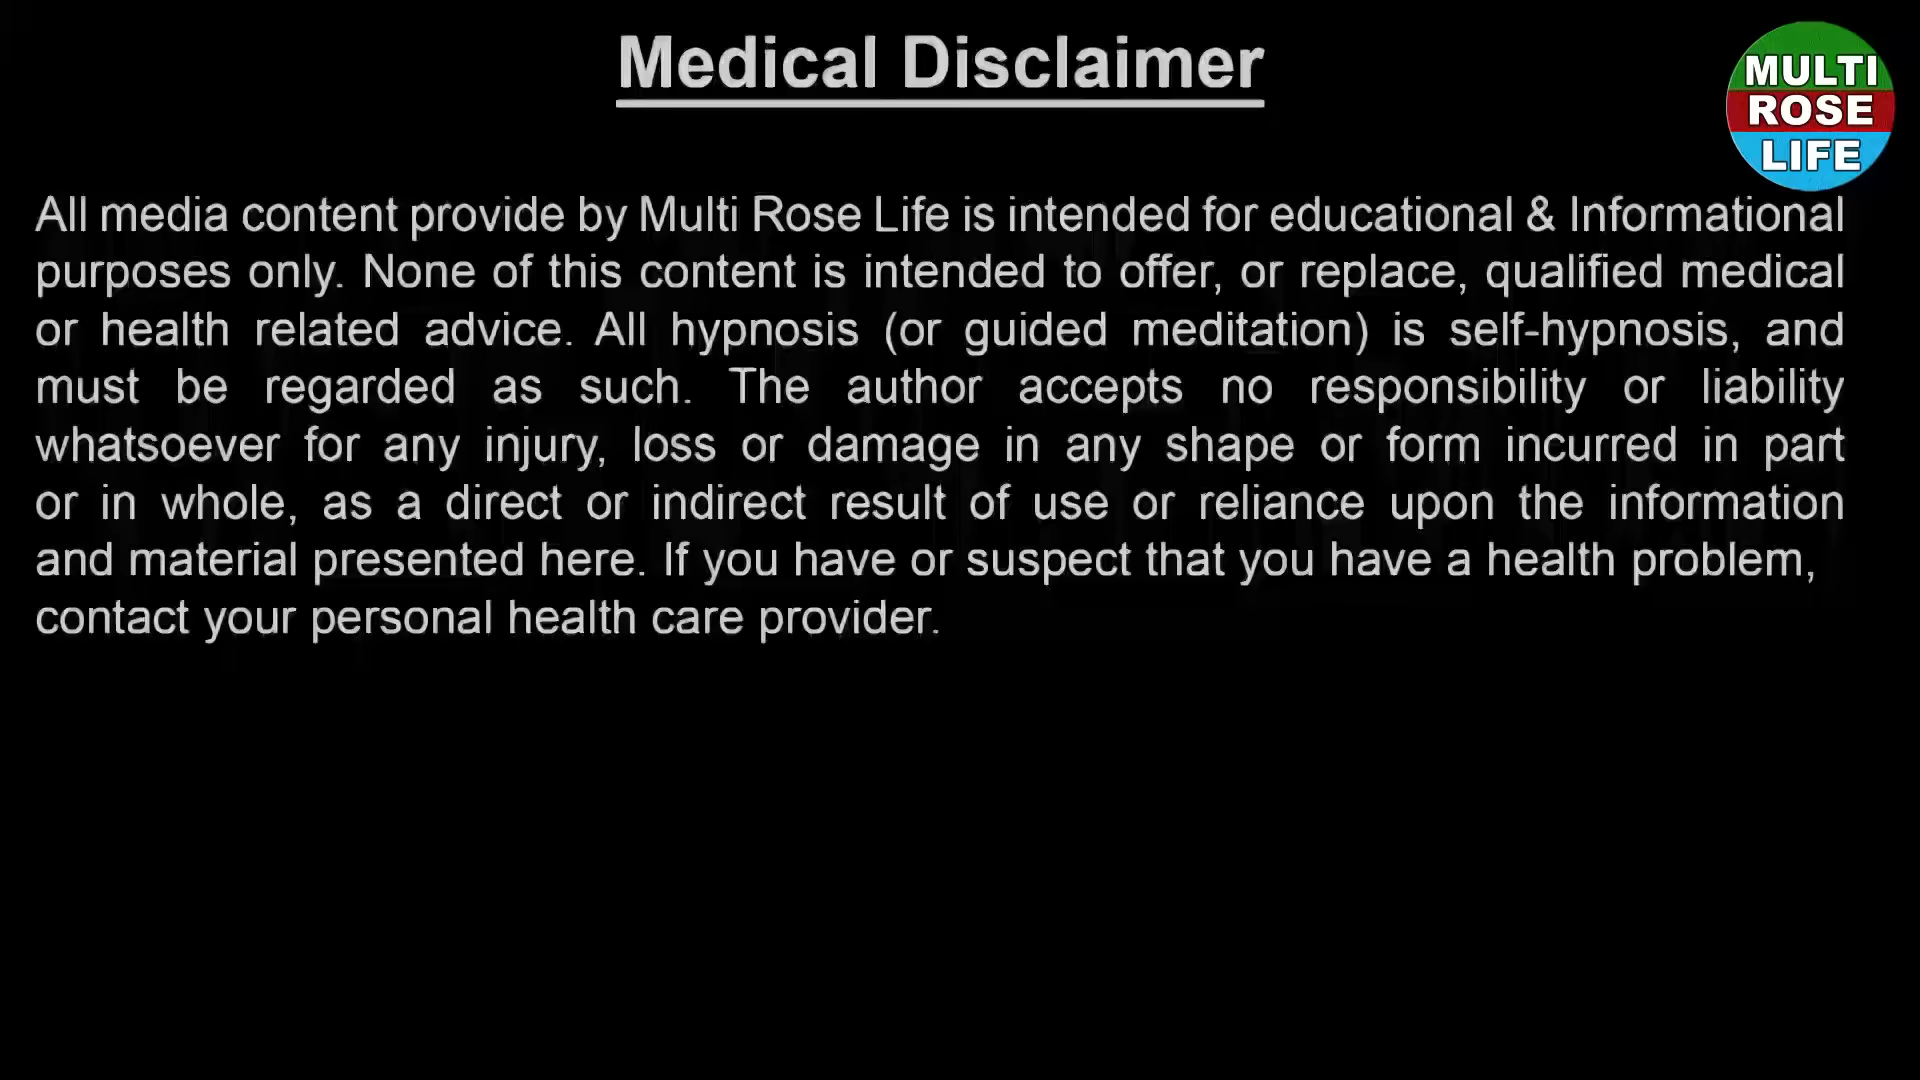 Medical Disclaimer
MULTI
ROSE
LIFE
All media content provide by Multi Rose Life is intended for educational & Informational
purposes only. None of this content is intended to offer, or replace, qualified medical
or health related advice. All hypnosis (or guided meditation) is self-hypnosis, and
must be regarded as such. The author accepts no responsibility or liability
whatsoever for any injury, loss or damage in any shape or form incurred in part
or in whole, as a direct or indirect result of use or reliance upon the information
and material presented here. If you have or suspect that you have a health problem,
contact your personal health care provider.